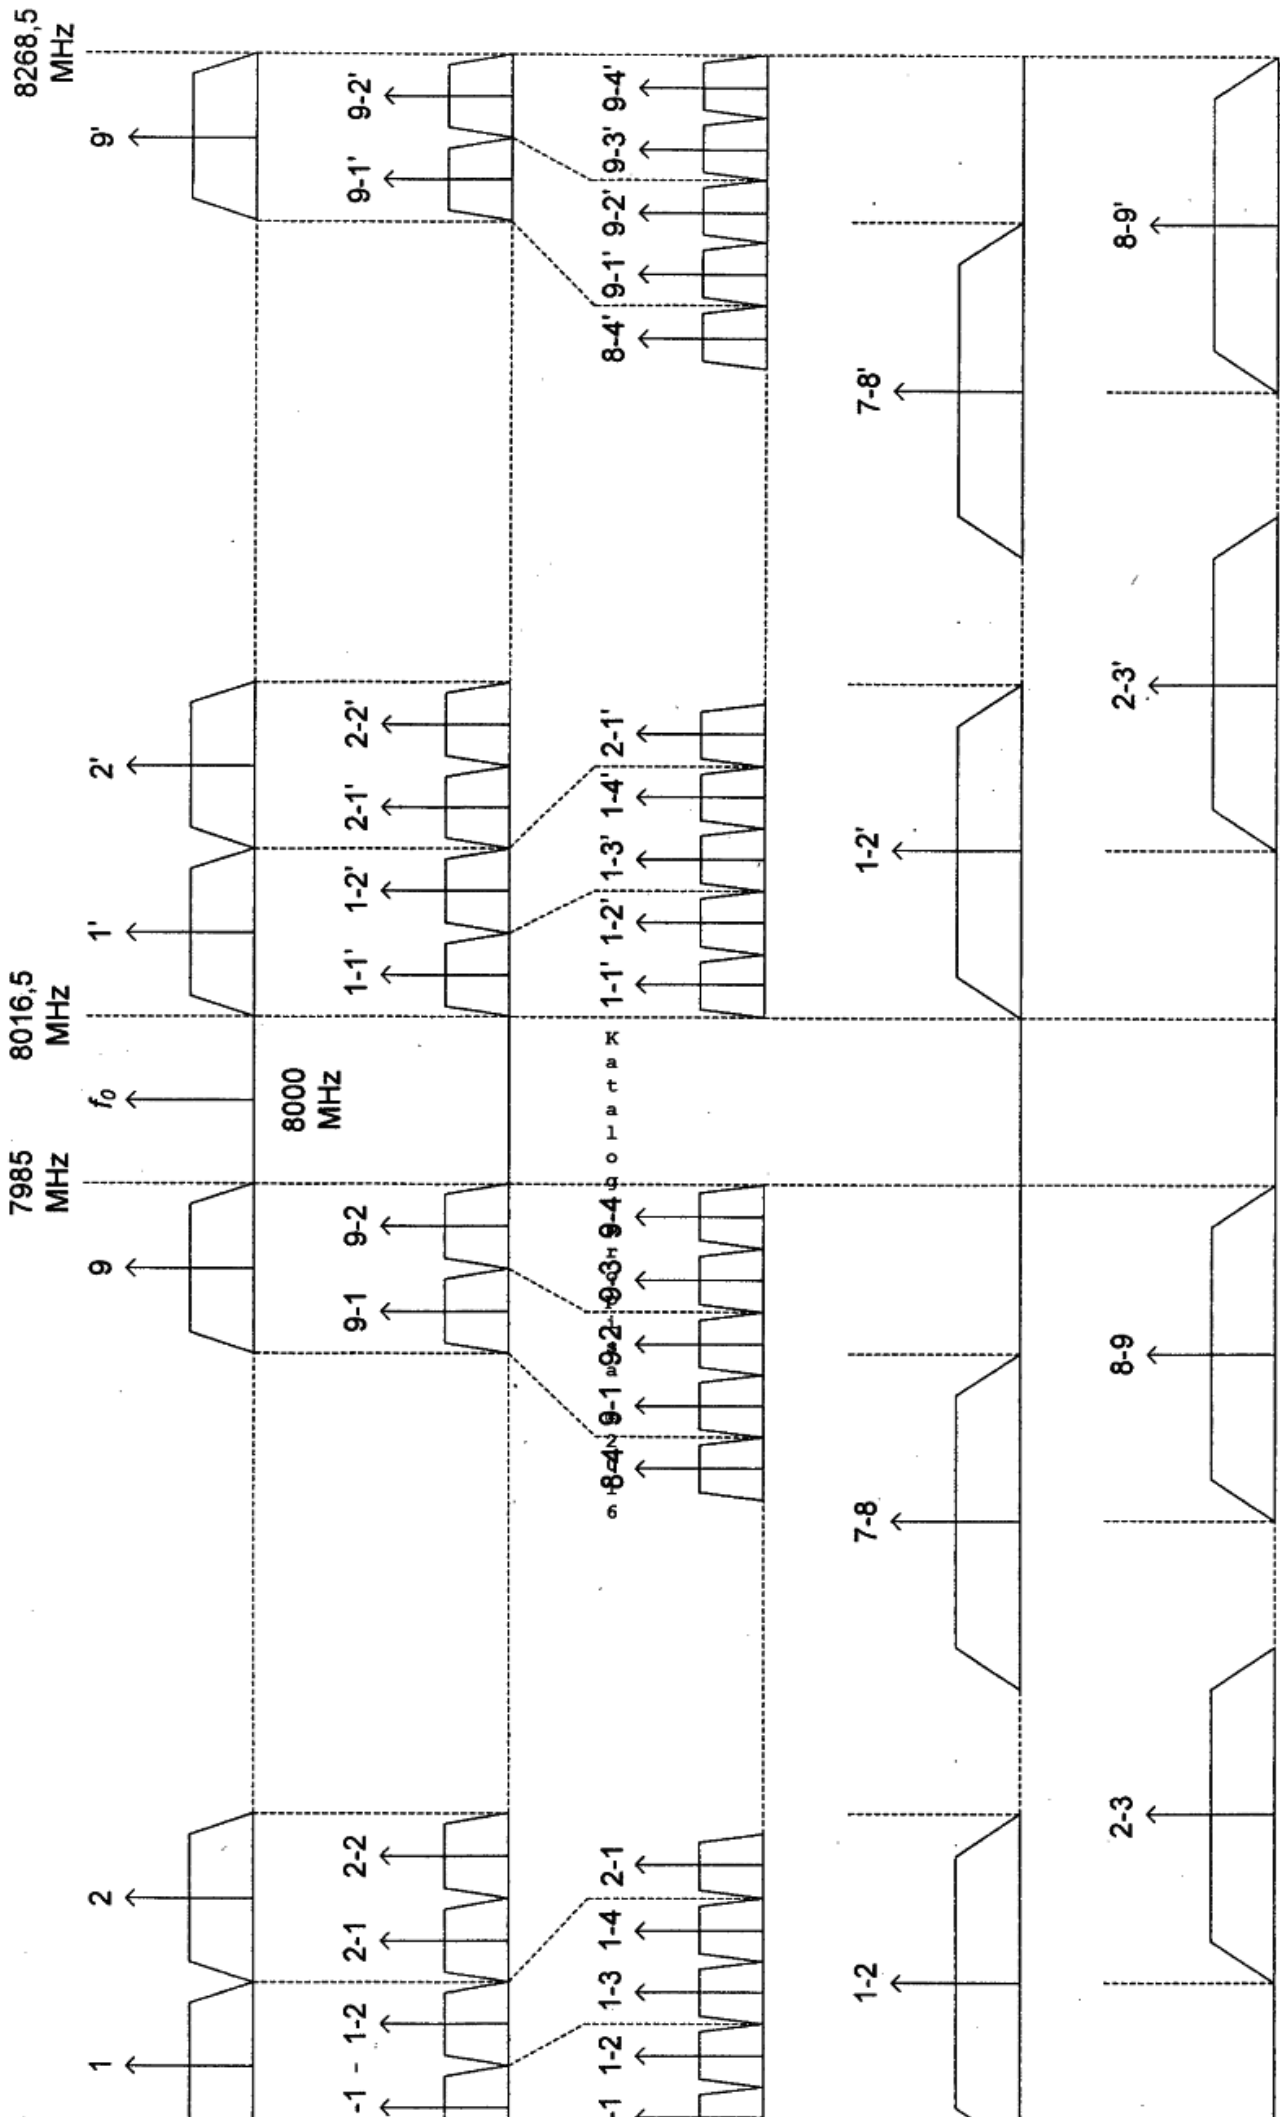 7985 8016,5 8268,5
MHz MHz MHz
1 2 9 f0 1' 2' 9'
8000
MHz
-1 1-2 2-1 2-2 9-1 9-2 1-1' 1-2' 2-1' 2-2' 9-1' 9-2'
-1 1-2 1-3 1-4 2-1 8-4 9-1 9-2 9-3 9-4 1-1' 1-2' 1-3' 1-4' 2-1' 8-4' 9-1' 9-2' 9-3' 9-4'
Katalog
1-2 7-8 1-2' 7-8'
2-3 8-9 2-3' 8-9'